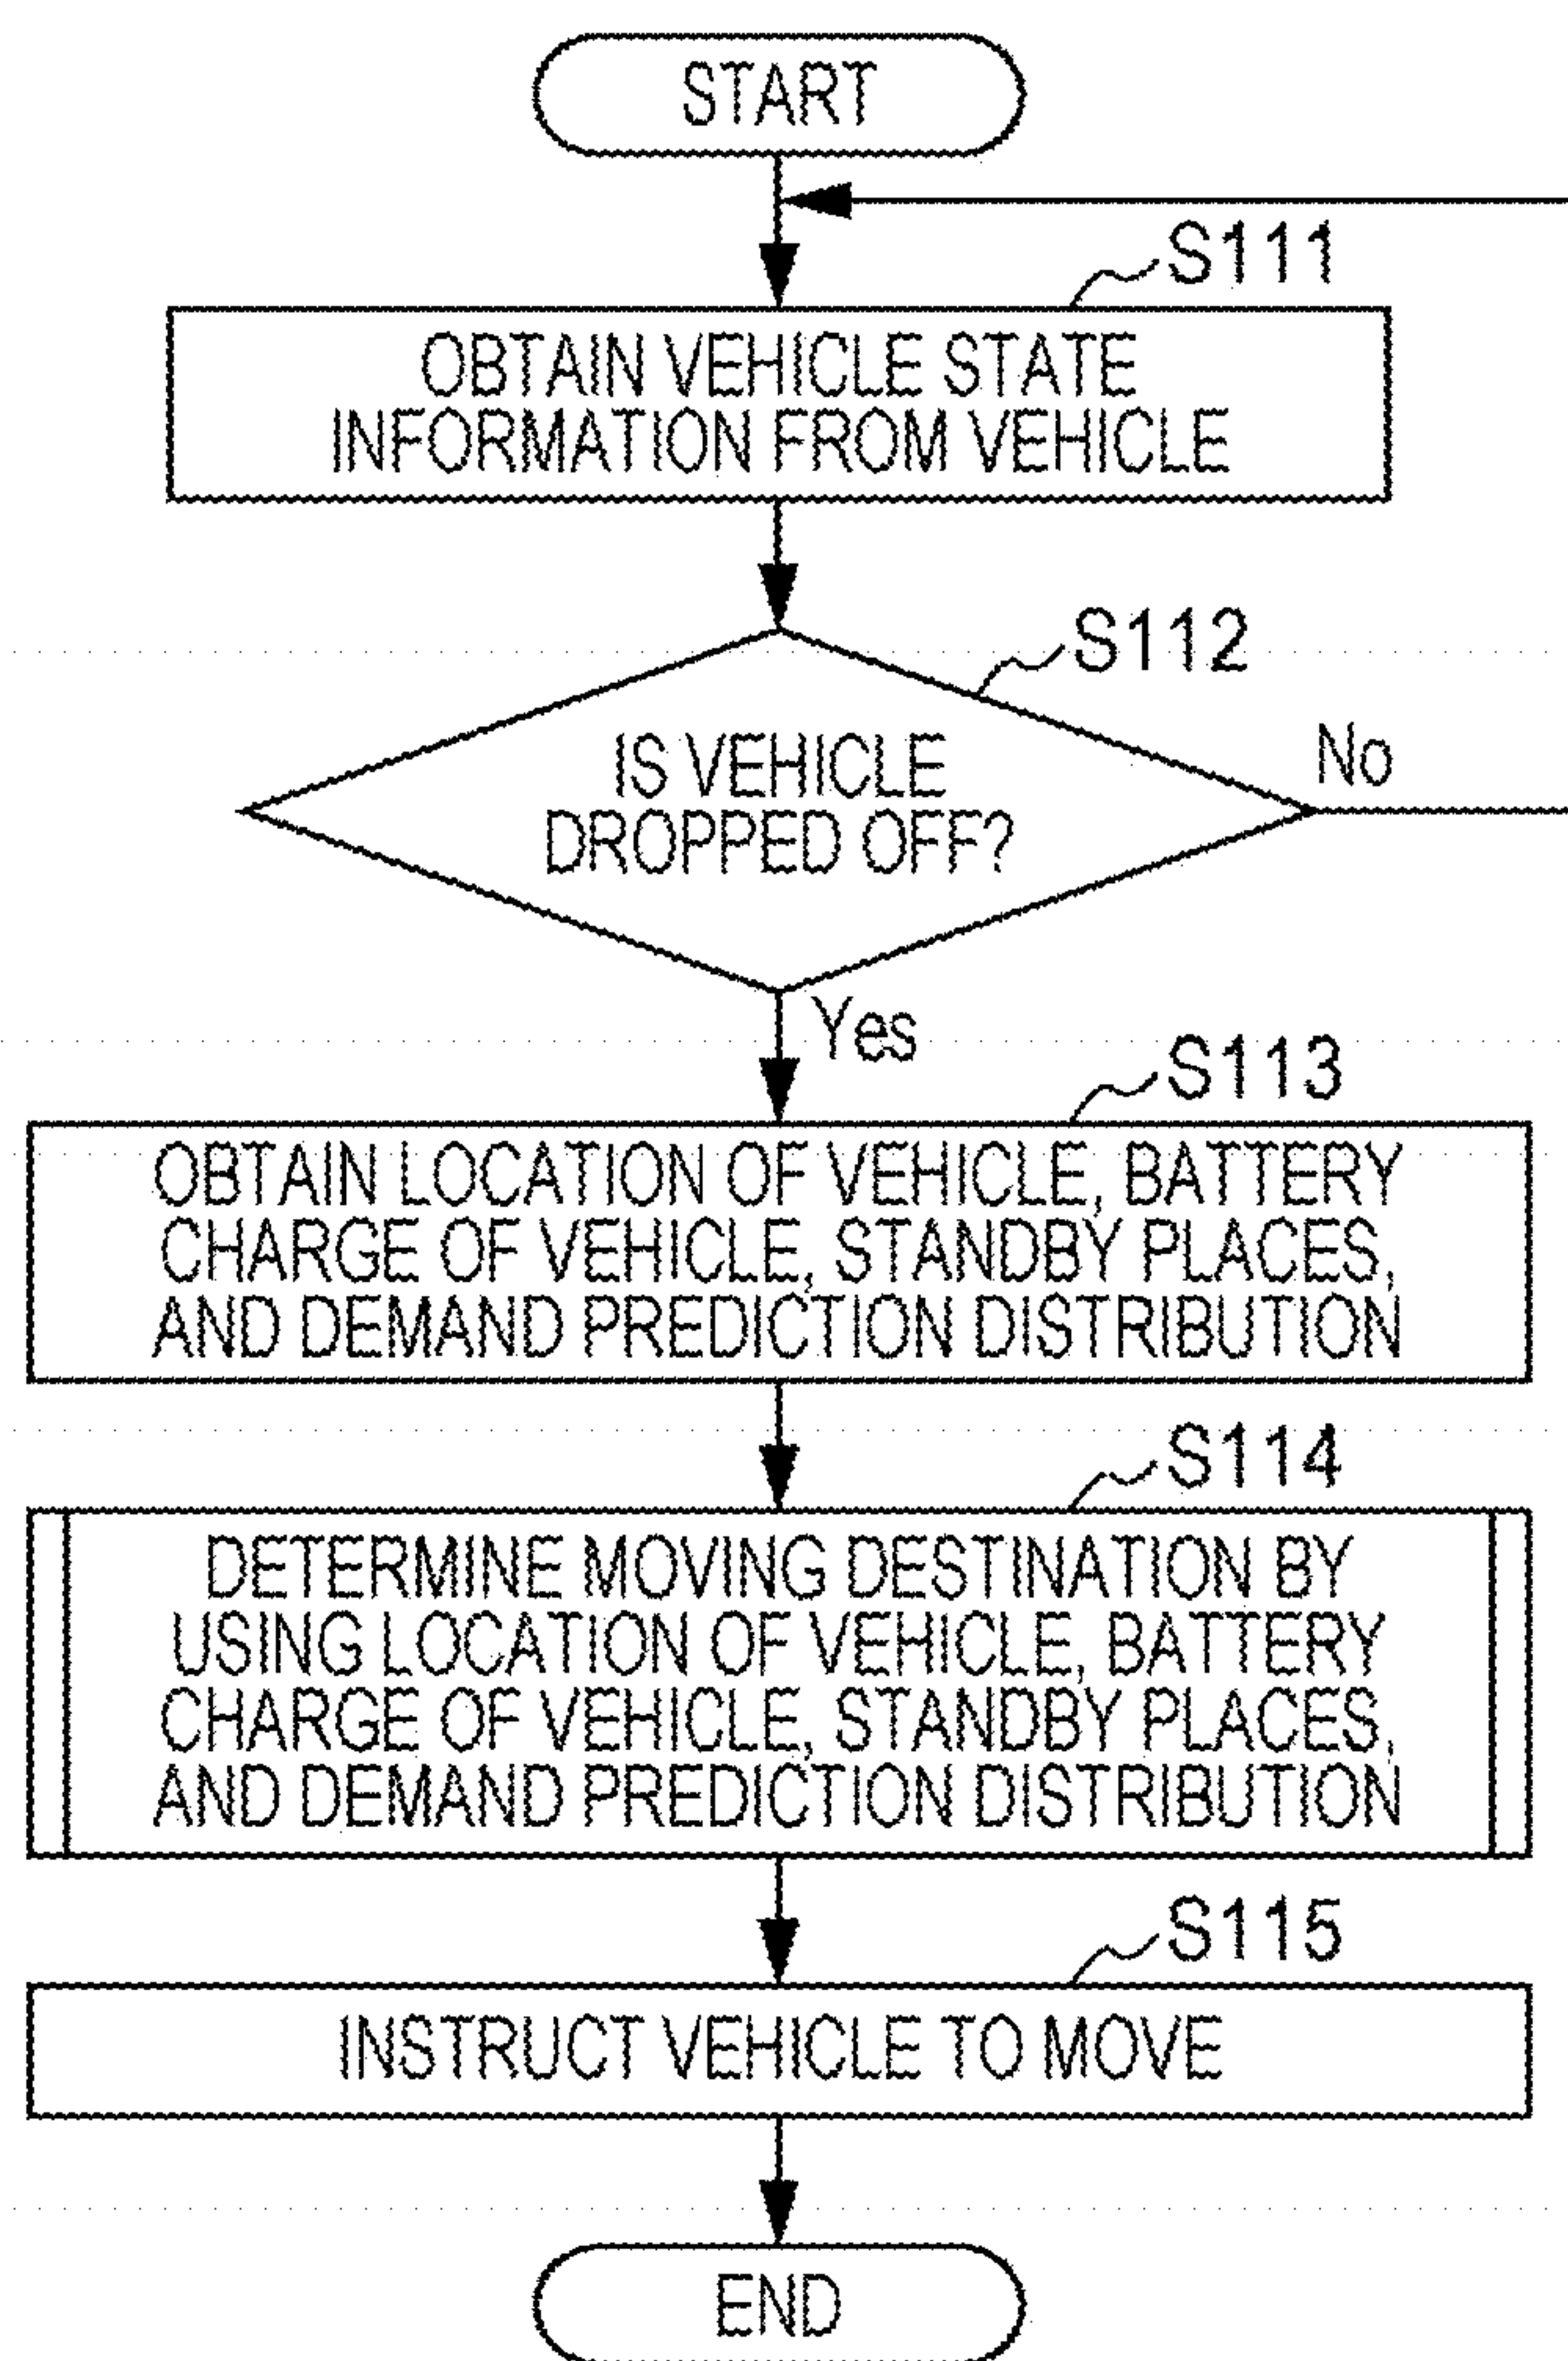 START
S111
OBTAIN VEHICLE STATE
INFORMATION FROM VEHICLE
S112
IS VEHICLE
DROPPED OFF?
No
Yes
S113
OBTAIN LOCATION OF VEHICLE, BATTERY
CHARGE OF VEHICLE, STANDBY PLACES,
AND DEMAND PREDICTION DISTRIBUTION
S114
DETERMINE MOVING DESTINATION BY
USING LOCATION OF VEHICLE, BATTERY
CHARGE OF VEHICLE, STANDBY PLACES,
AND DEMAND PREDICTION DISTRIBUTION
S115
INSTRUCT VEHICLE TO MOVE
END